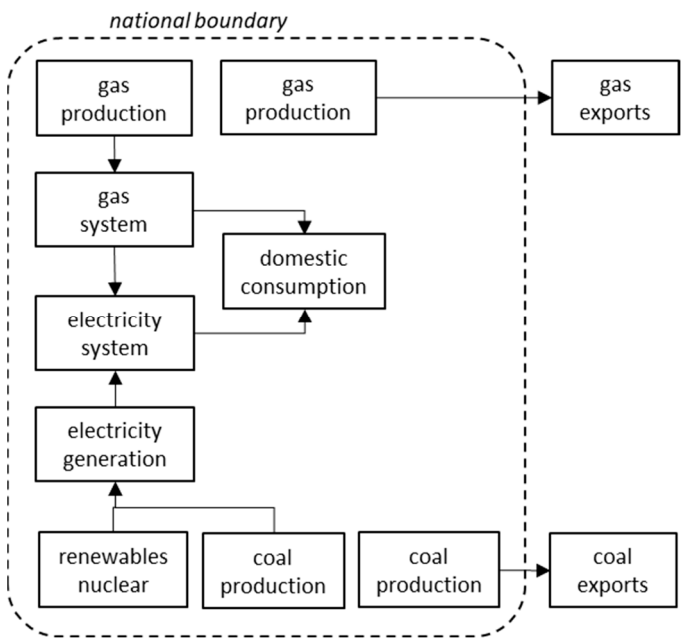 national boundary
gas
production
gas
production
gas
exports
gas
system
domestic
consumption
electricity
system
electricity
generation
renewables
nuclear
coal
production
coal
production
coal
exports